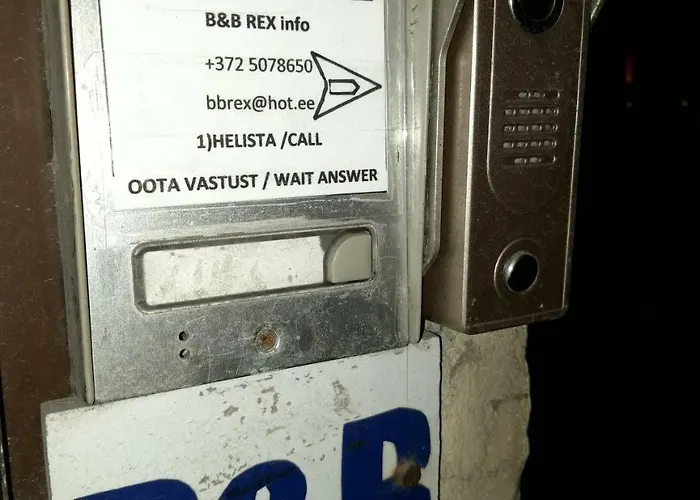 B&B REX info
+372 5078650
bbrex@hot.ee
1)HELISTA /CALL
OOTA VASTUST / WAIT ANSWER
B&B